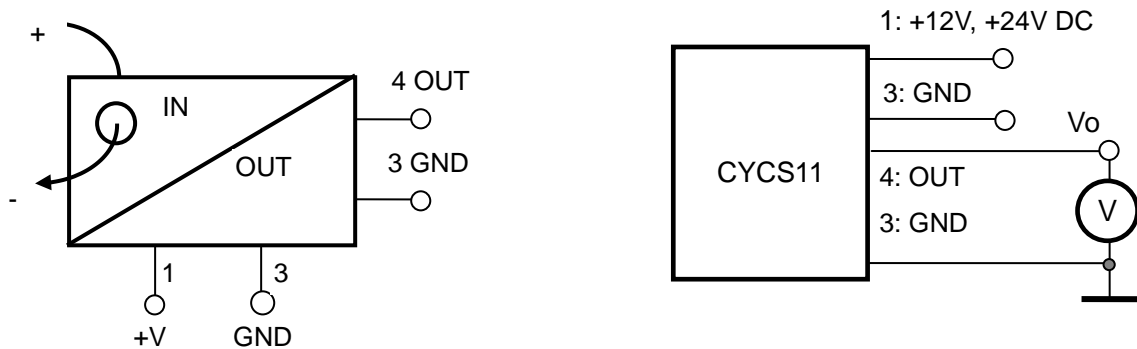 +
IN
OUT
-
4 OUT
3 GND
1
3
+V
GND
1: +12V, +24V DC
3: GND
Vo
CYCS11
4: OUT
V
3: GND